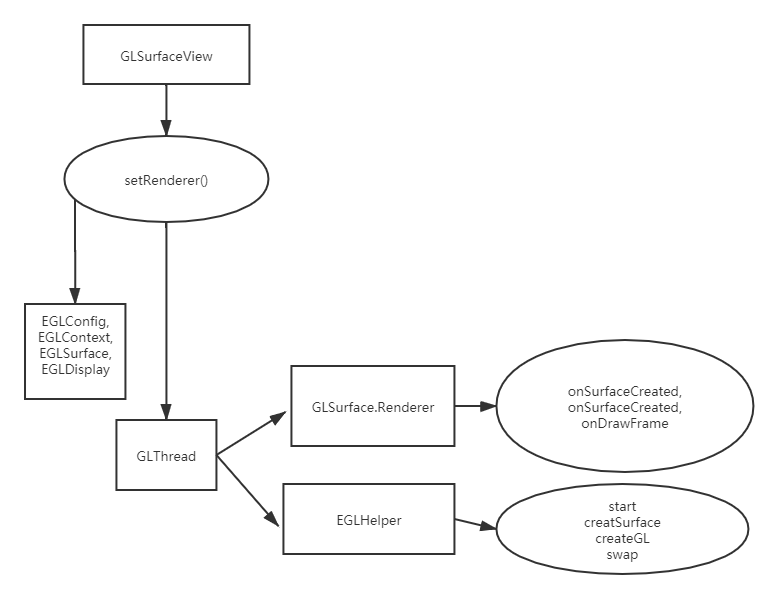 GLSurfaceView
setRenderer()
EGLConfig,
EGLContext,
EGLSurface,
EGLDisplay
GLThread
GLSurface.Renderer
onSurfaceCreated,
onSurfaceCreated,
onDrawFrame
EGLHelper
start
creatSurface
createGL
swap